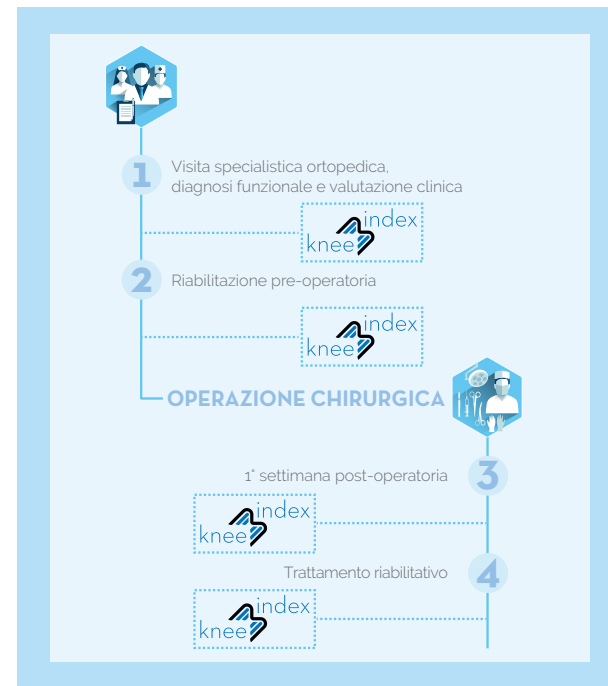 1
Visita specialistica ortopedica,
diagnosi funzionale e valutazione clinica
knee index
2
Riabilitazione pre-operatoria
knee index
OPERAZIONE CHIRURGICA
3
1° settimana post-operatoria
knee index
4
Trattamento riabilitativo
knee index